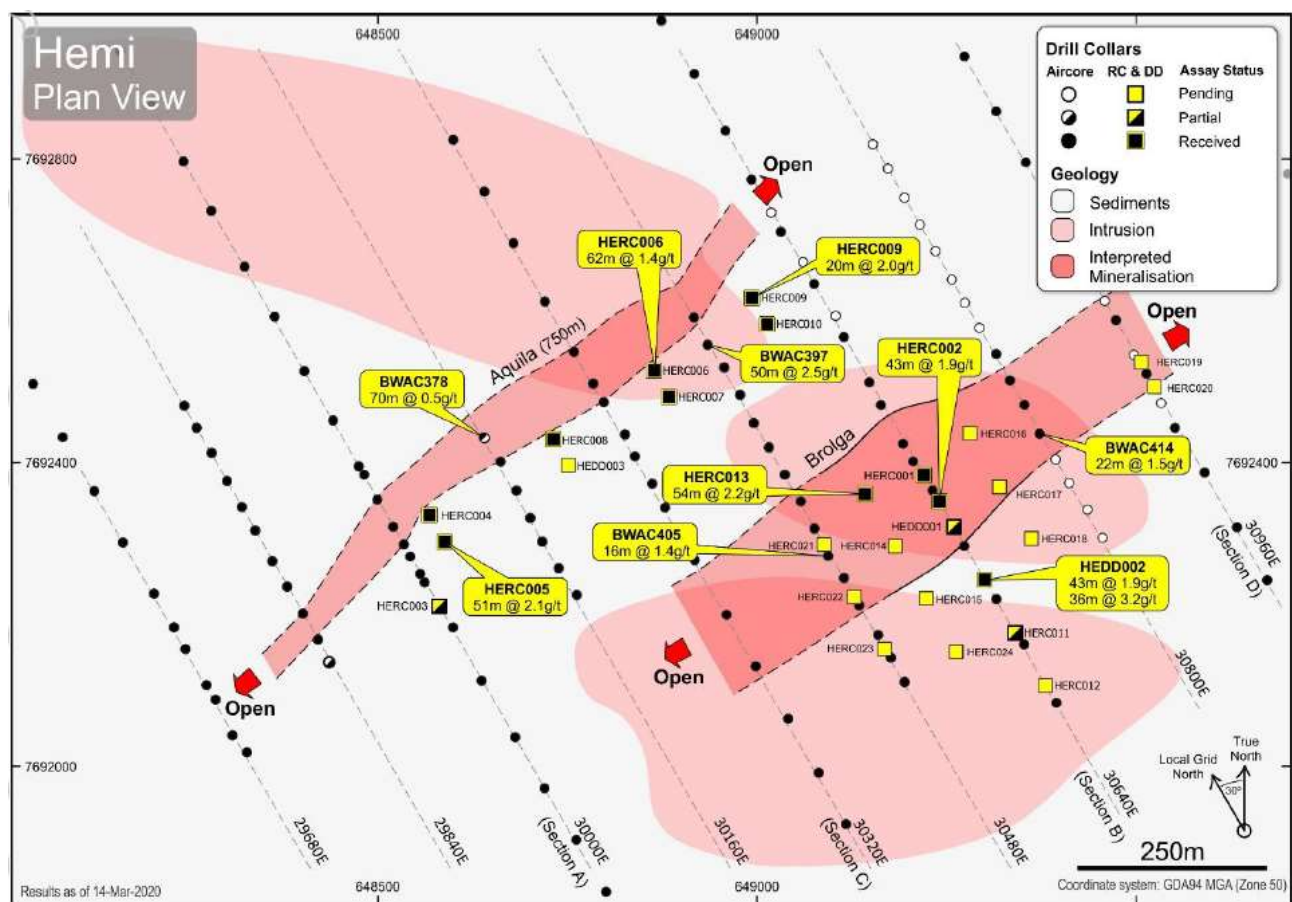 Hemi
Plan View
648500
649000
Drill Collars
Aircore
RC & DD
Assay Status
Pending
Partial
Received
Geology
Sediments
Intrusion
Interpreted
Mineralisation
7692800
Open
HERC006
62m @ 1.4g/t
HERC009
20m @ 2.0g/t
HERC009
HERC010
Open
Aquila (750m)
BWAC397
50m @ 2.5g/t
HERC002
43m @ 1.9g/t
HERC019
HERC020
HERC006
HERC007
BWAC378
70m @ 0.5g/t
HERC008
HEDD003
HERC016
BWAC414
22m @ 1.5g/t
7692400
7692400
Brolga
HERC013
54m @ 2.2g/t
HERC001
HERC017
HERC004
HEDD001
BWAC405
16m @ 1.4g/t
HERC021
HERC014
HERC018
HERC005
51m @ 2.1g/t
HEDD002
43m @ 1.9g/t
36m @ 3.2g/t
HERC003
HERC022
HERC015
HERC011
HERC023
HERC024
HERC012
Open
Open
30960E
(Section D)
30800E
30640E
(Section B)
30480E
30320E
(Section C)
30160E
30000E
(Section A)
29840E
29680E
7692000
True
North
Local Grid
North
30°
250m
Results as of 14-Mar-2020
648500
649000
Coordinate system: GDA94 MGA (Zone 50)